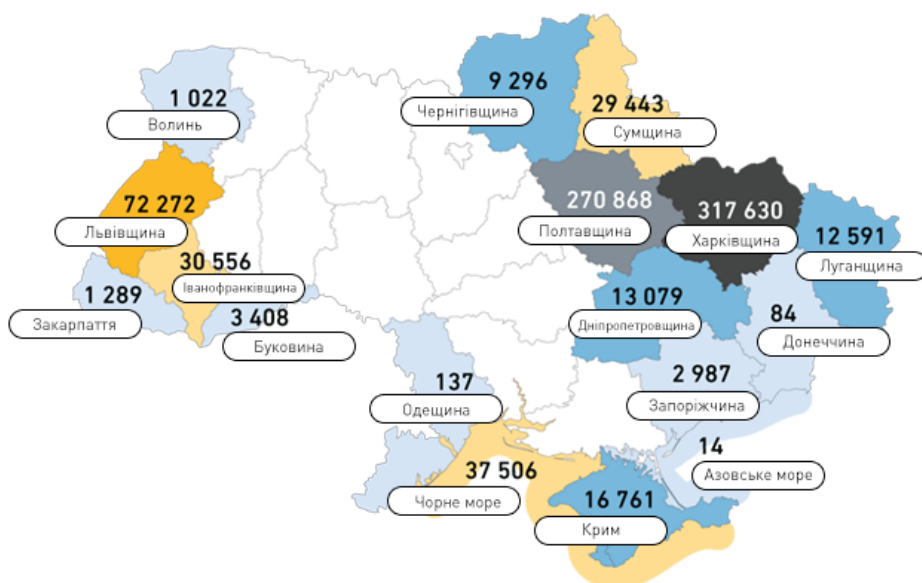 9 296
Чернігівщина
29 443
Сумщина
1 022
Волинь
72 272
Львівщина
270 868
Полтавщина
317 630
Харківщина
12 591
Луганщина
30 556
Іванофранківщина
1 289
Закарпаття
3 408
Буковина
13 079
Дніпропетровщина
84
Донеччина
137
Одещина
2 987
Запоріжчина
14
Азовське море
37 506
Чорне море
16 761
Крим